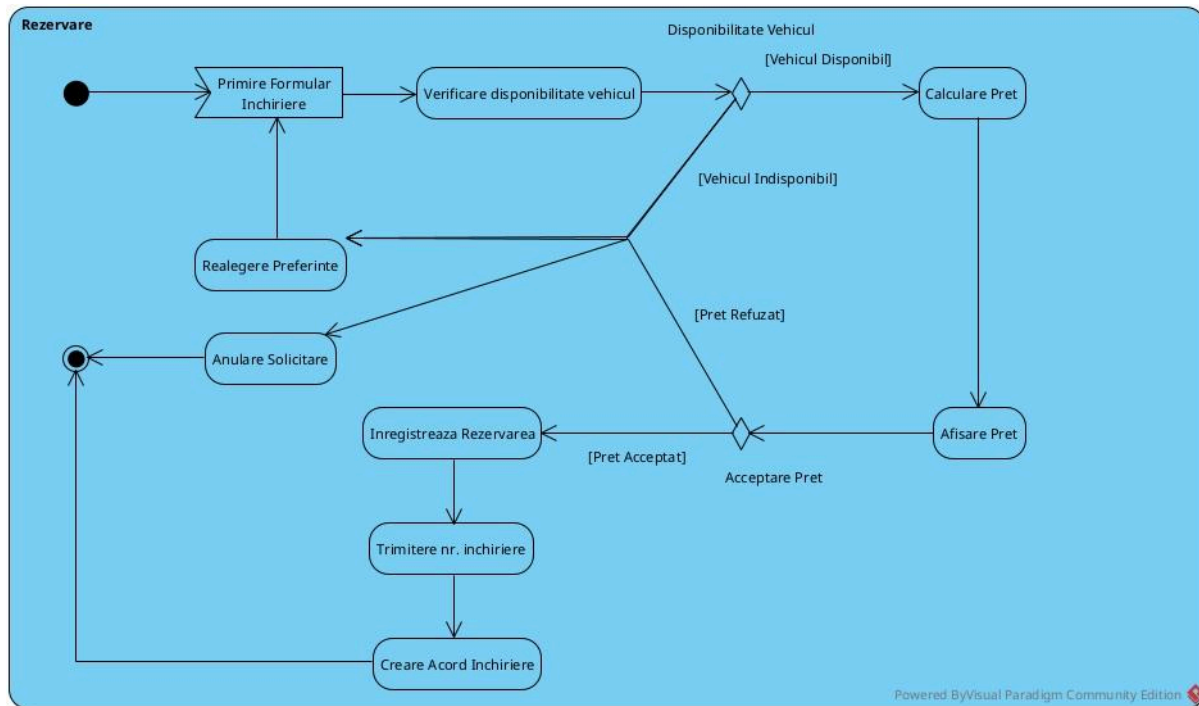 Rezervare
Disponibilitate Vehicul
[Vehicul Disponibil]
Primire Formular
Inchiriere
Verificare disponibilitate vehicul
Calculare Pret
[Vehicul Indisponibil]
Realegere Preferinte
[Pret Refuzat]
Anulare Solicitare
Inregistreaza Rezervarea
[Pret Acceptat]
Acceptare Pret
Afisare Pret
Trimitere nr. inchiriere
Creare Acord Inchiriere
Powered ByVisual Paradigm Community Edition